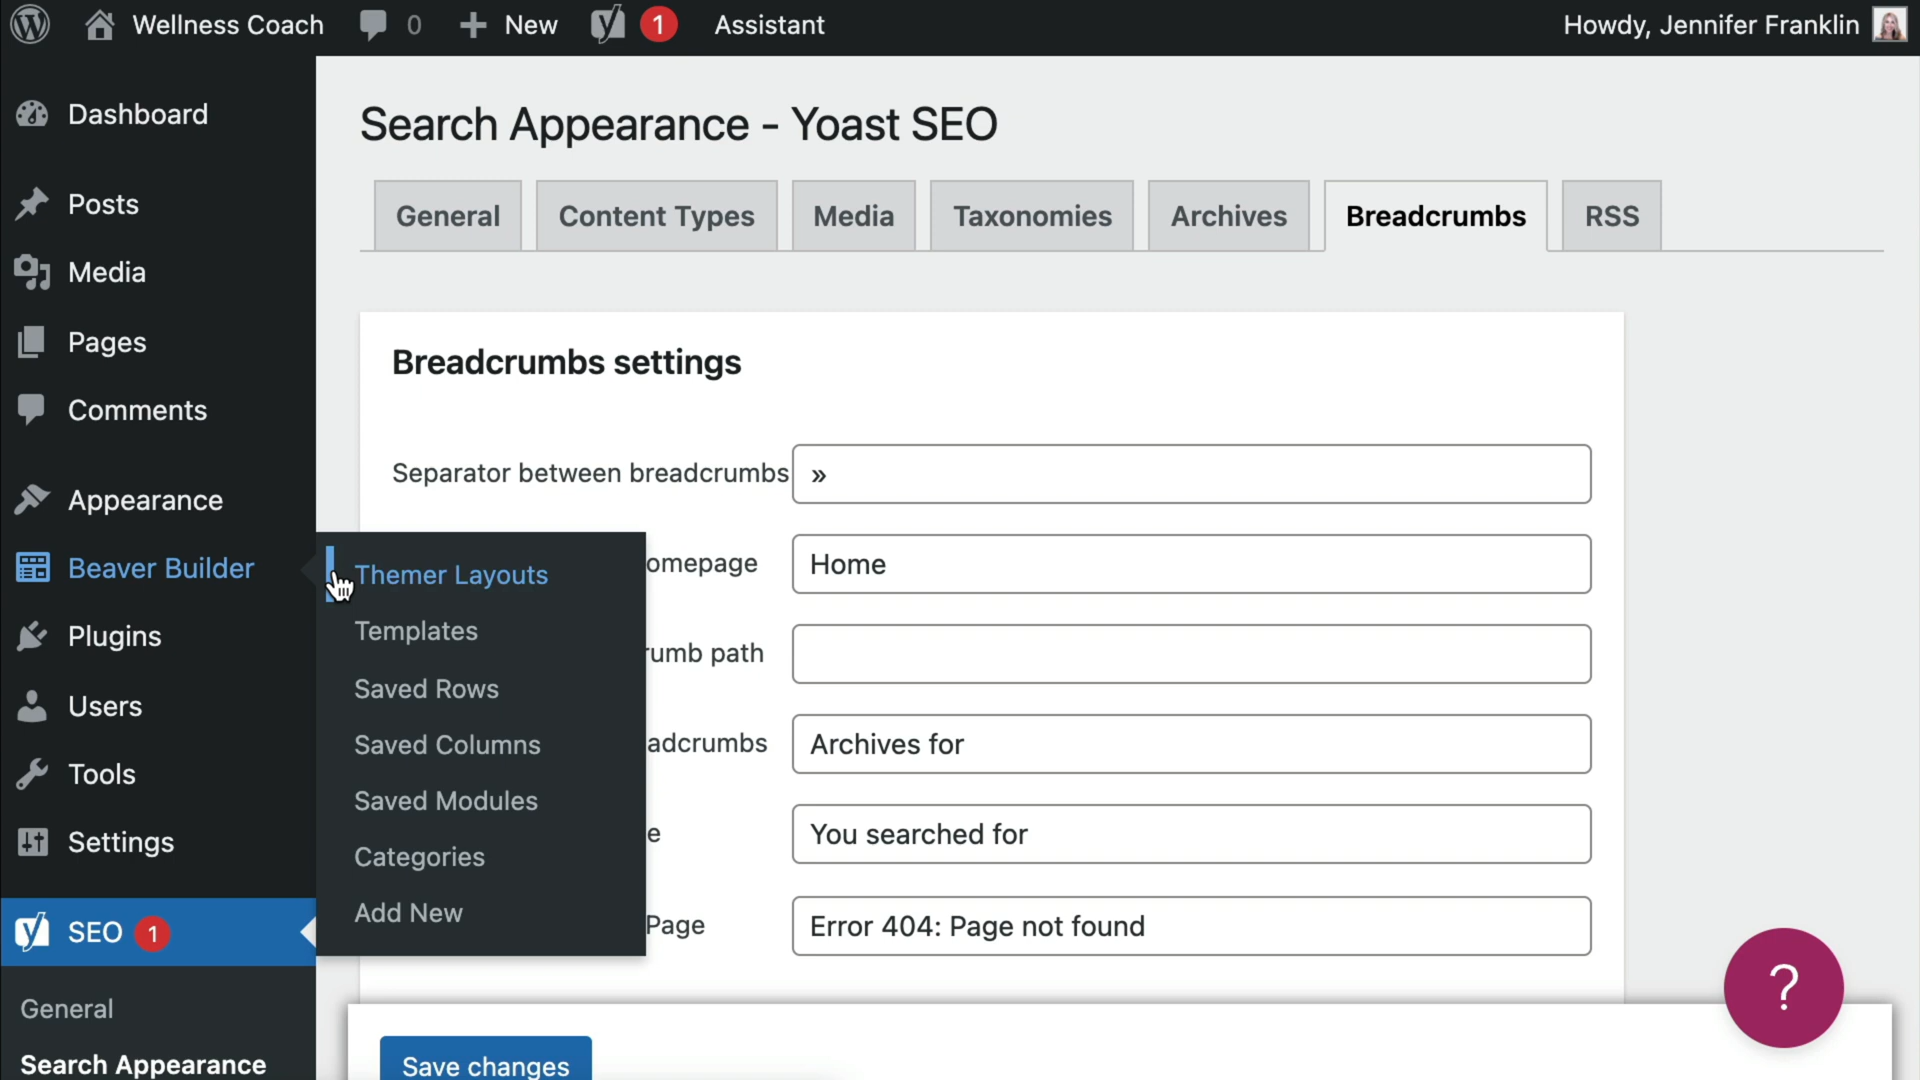 Wellness Coach 0 New 1 Assistant Howdy, Jennifer Franklin
Dashboard
Posts
Media
Pages
Comments
Appearance
Beaver Builder
Plugins
Users
Tools
Settings
SEO 1
General
Search Appearance
Themer Layouts
Templates
Saved Rows
Saved Columns
Saved Modules
Categories
Add New
Search Appearance - Yoast SEO
General Content Types Media Taxonomies Archives Breadcrumbs RSS
Breadcrumbs settings
Separator between breadcrumbs »
omepage Home
rumb path
adcrumbs Archives for
e You searched for
Page Error 404: Page not found
Save changes
?